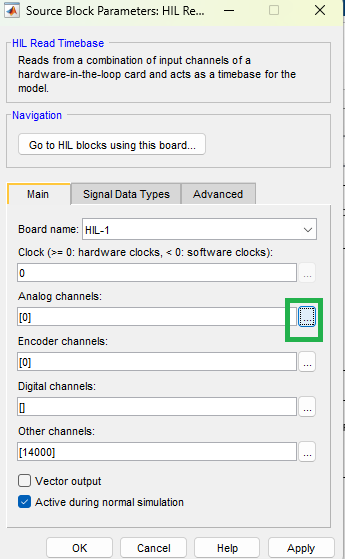 Source Block Parameters: HIL Re...
HIL Read Timebase
Reads from a combination of input channels of a
hardware-in-the-loop card and acts as a timebase for the
model.
Navigation
Go to HIL blocks using this board...
Main Signal Data Types Advanced
Board name: HIL-1
Clock (>= 0: hardware clocks, < 0: software clocks):
0 ...
Analog channels:
[0] ...
Encoder channels:
[0] ...
Digital channels:
[] ...
Other channels:
[14000] ...
Vector output
Active during normal simulation
OK Cancel Help Apply